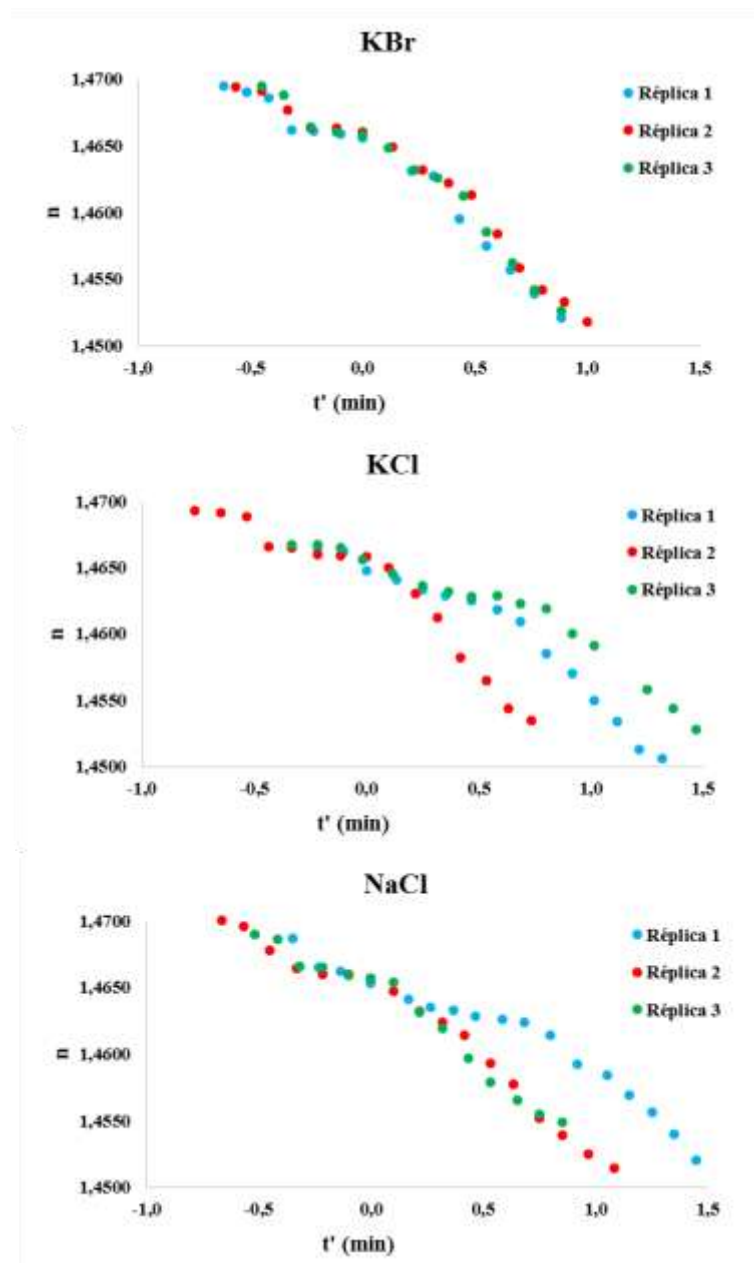 KBr
1,4700
1,4650
1,4600
1,4550
1,4500
n
-1,0
-0,5
0,0
0,5
1,0
1,5
t' (min)
Réplica 1
Réplica 2
Réplica 3
KCl
1,4700
1,4650
1,4600
1,4550
1,4500
n
-1,0
-0,5
0,0
0,5
1,0
1,5
t' (min)
Réplica 1
Réplica 2
Réplica 3
NaCl
1,4700
1,4650
1,4600
1,4550
1,4500
n
-1,0
-0,5
0,0
0,5
1,0
1,5
t' (min)
Réplica 1
Réplica 2
Réplica 3